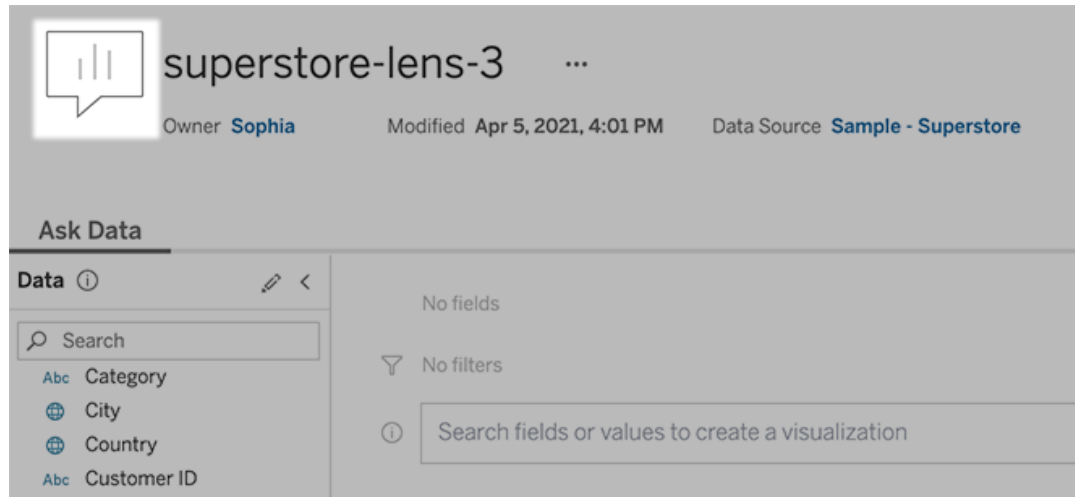 superstore-lens-3 ...
Owner Sophia Modified Apr 5, 2021, 4:01 PM Data Source Sample - Superstore
Ask Data
Data
Search
Abc Category
City
Country
Abc Customer ID
No fields
No filters
Search fields or values to create a visualization